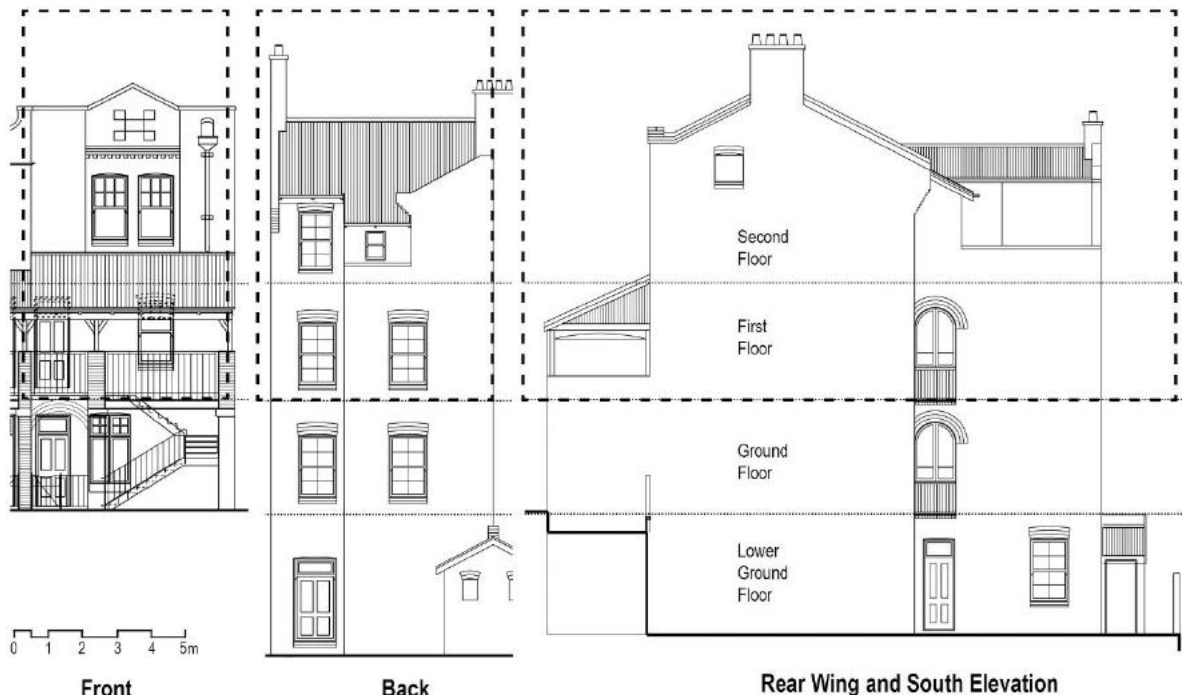 Second
Floor
First
Floor
Ground
Floor
Lower
Ground
Floor
0 1 2 3 4 5m
Front
Back
Rear Wing and South Elevation